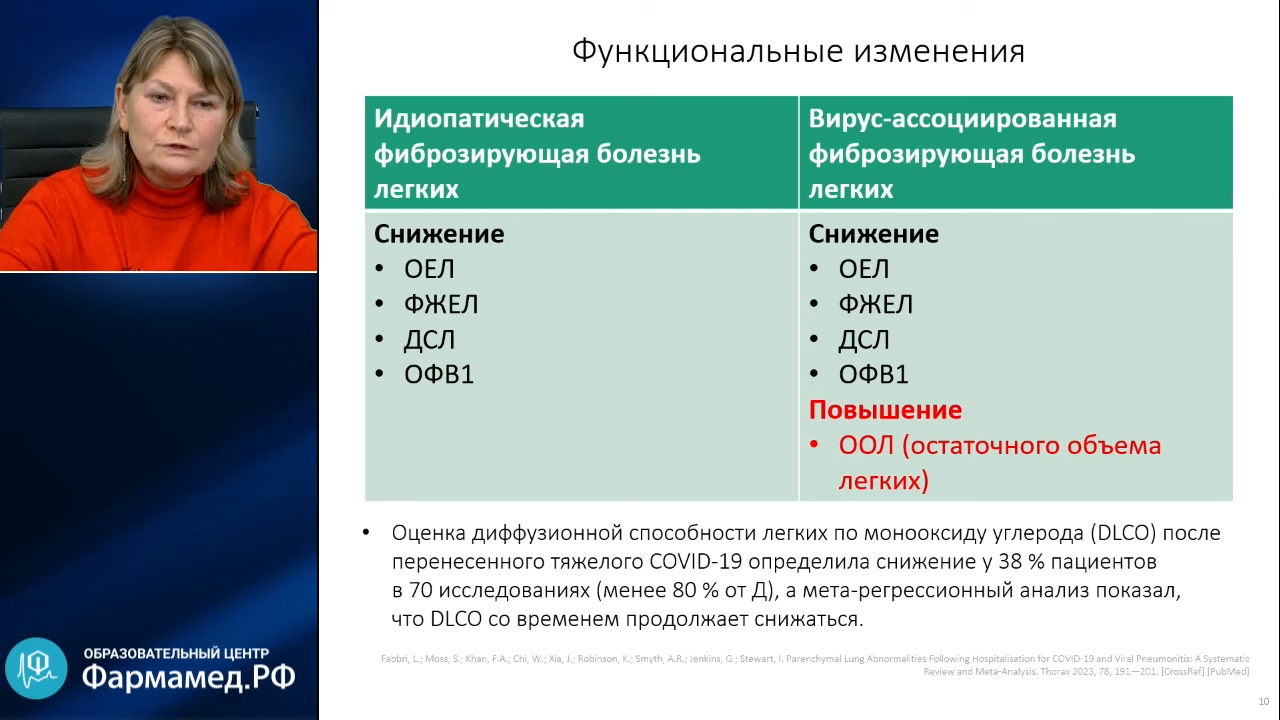 Функциональные изменения
Идиопатическая
фиброзирующая болезнь
легких
Вирус-ассоциированная
фиброзирующая болезнь
легких
Снижение
• ОЕЛ
• ФЖЕЛ
• ДСЛ
• ОФВ1
Снижение
• ОЕЛ
• ФЖЕЛ
• ДСЛ
• ОФВ1
Повышение
• ООЛ (остаточного объема
легких)
• Оценка диффузионной способности легких по монооксиду углерода (DLCO) после
перенесенного тяжелого COVID-19 определила снижение у 38 % пациентов
в 70 исследованиях (менее 80 % от Д), а мета-регрессионный анализ показал,
что DLCO со временем продолжает снижаться.
Fabbri, L.; Moss, S.; Khan, F.A.; Chi, W.; Xia, J.; Robinson, K.; Smyth, A.R.; Jenkins, G.; Stewart, I. Parenchymal Lung Abnormalities Following Hospitalisation for COVID-19 and Viral Pneumonitis: A Systematic
Review and Meta-Analysis. Thorax 2023, 78, 191—201. [CrossRef] [PubMed]
10
ОБРАЗОВАТЕЛЬНЫЙ ЦЕНТР
Фармамед.РФ